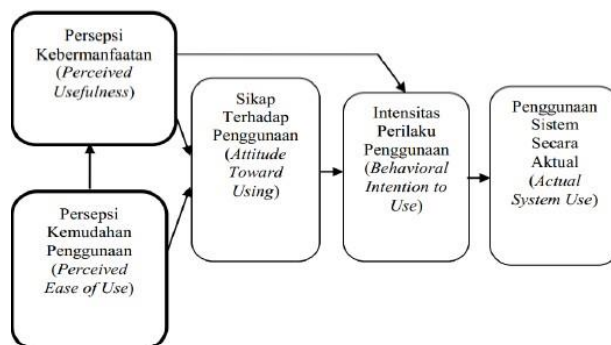 Persepsi
Kebermanfaatan
(Perceived
Usefulness)
Persepsi
Kemudahan
Penggunaan
(Perceived
Ease of Use)
Sikap
Terhadap
Penggunaan
(Attitude
Toward
Using)
Intensitas
Perilaku
Penggunaan
(Behavioral
Intention to
Use)
Penggunaan
Sistem
Secara
Aktual
(Actual
System Use)